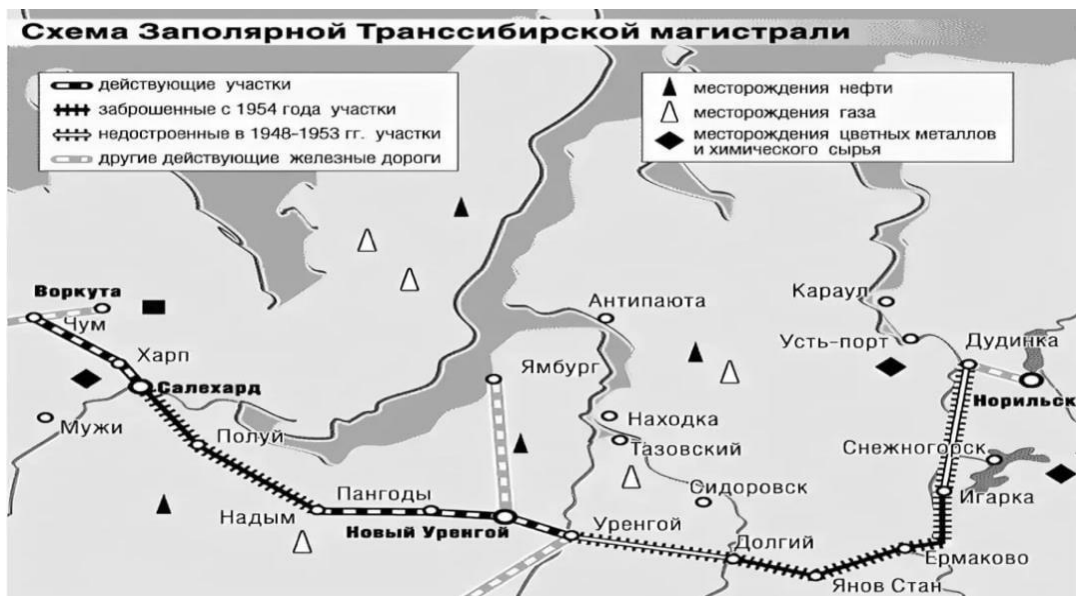 Схема Заполярной Транссибирской магистрали
действующие участки
заброшенные с 1954 года участки
недостроенные в 1948-1953 гг. участки
другие действующие железные дороги
месторождения нефти
месторождения газа
месторождения цветных металлов
и химического сырья
Воркута
Чум
Харп
Салехард
Мужи
Полуй
Надым
Пангоды
Новый Уренгой
Ямбург
Антипаюта
Находка
Тазовский
Сидоровск
Уренгой
Долгий
Янов Стан
Ермаково
Игарка
Снежногорск
Караул
Усть-порт
Дудинка
Норильск